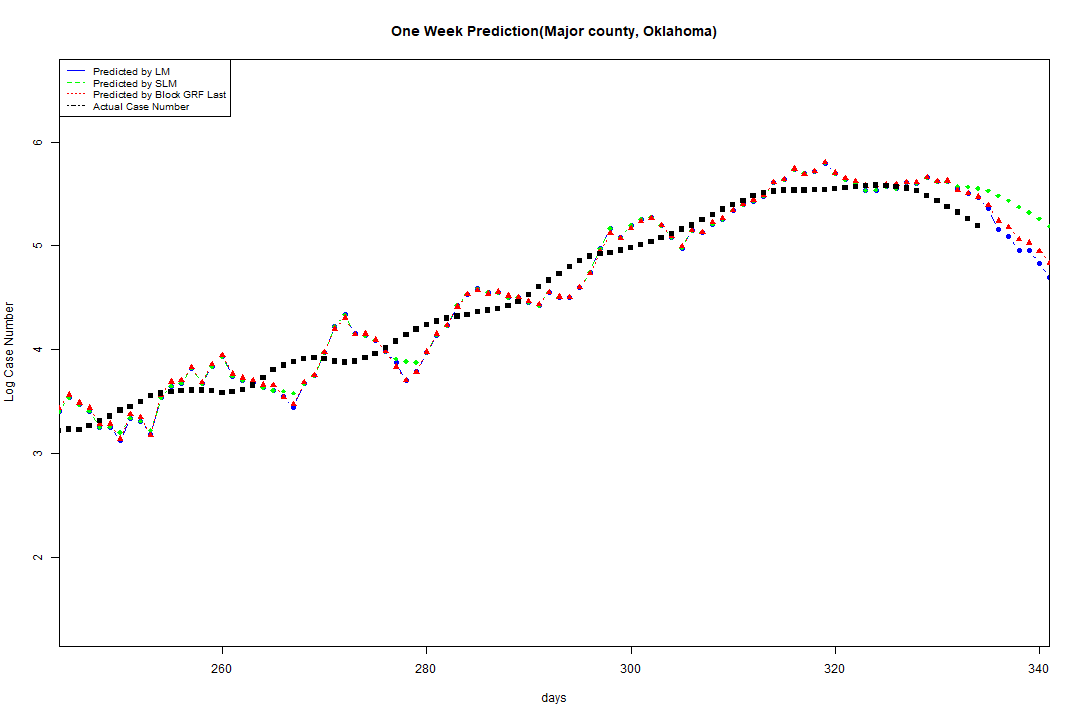 One Week Prediction(Major county, Oklahoma)
Predicted by LM
Predicted by SLM
Predicted by Block GRF Last
Actual Case Number
6
5
4
3
2
Log Case Number
260 280 300 320 340
days